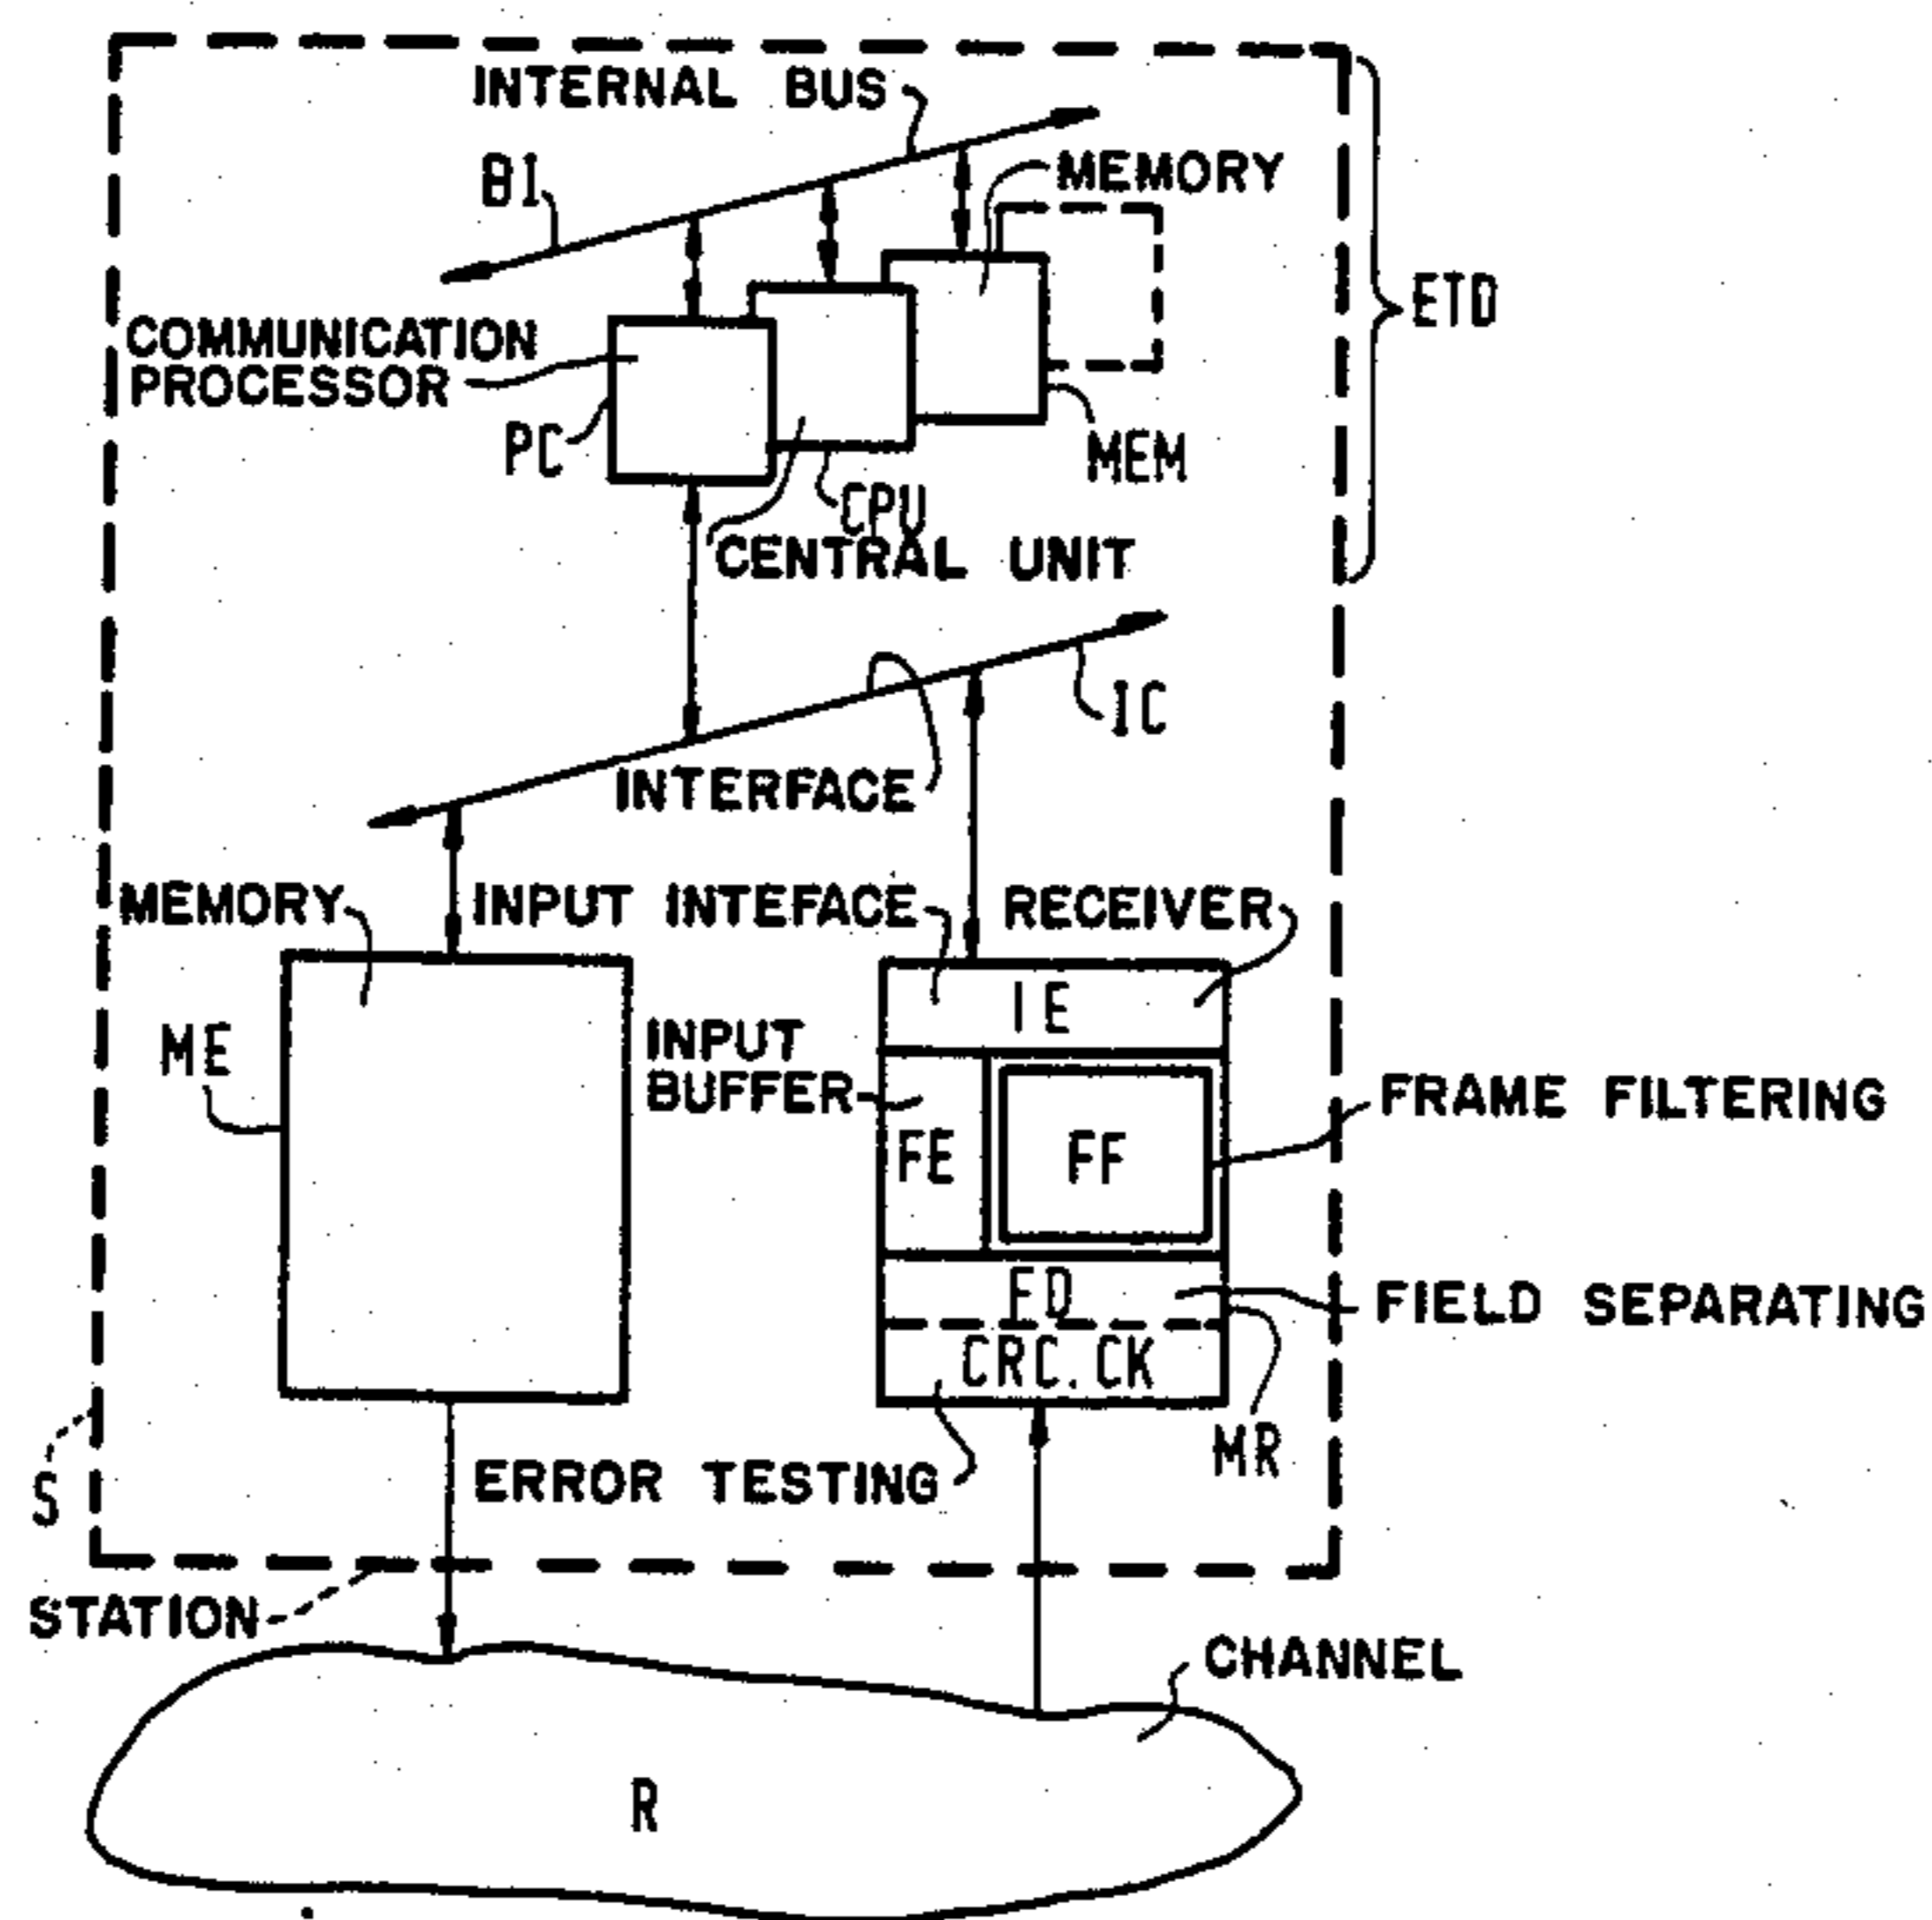 INTERNAL BUS
BI
MEMORY
ETD
COMMUNICATION
PROCESSOR
PC
MEM
CPU
CENTRAL UNIT
IC
INTERFACE
MEMORY
INPUT INTEFACE
RECEIVER
IE
ME
INPUT
BUFFER
FRAME FILTERING
FE
FF
FD
FIELD SEPARATING
CRC.CK
MR
S
ERROR TESTING
STATION
CHANNEL
R